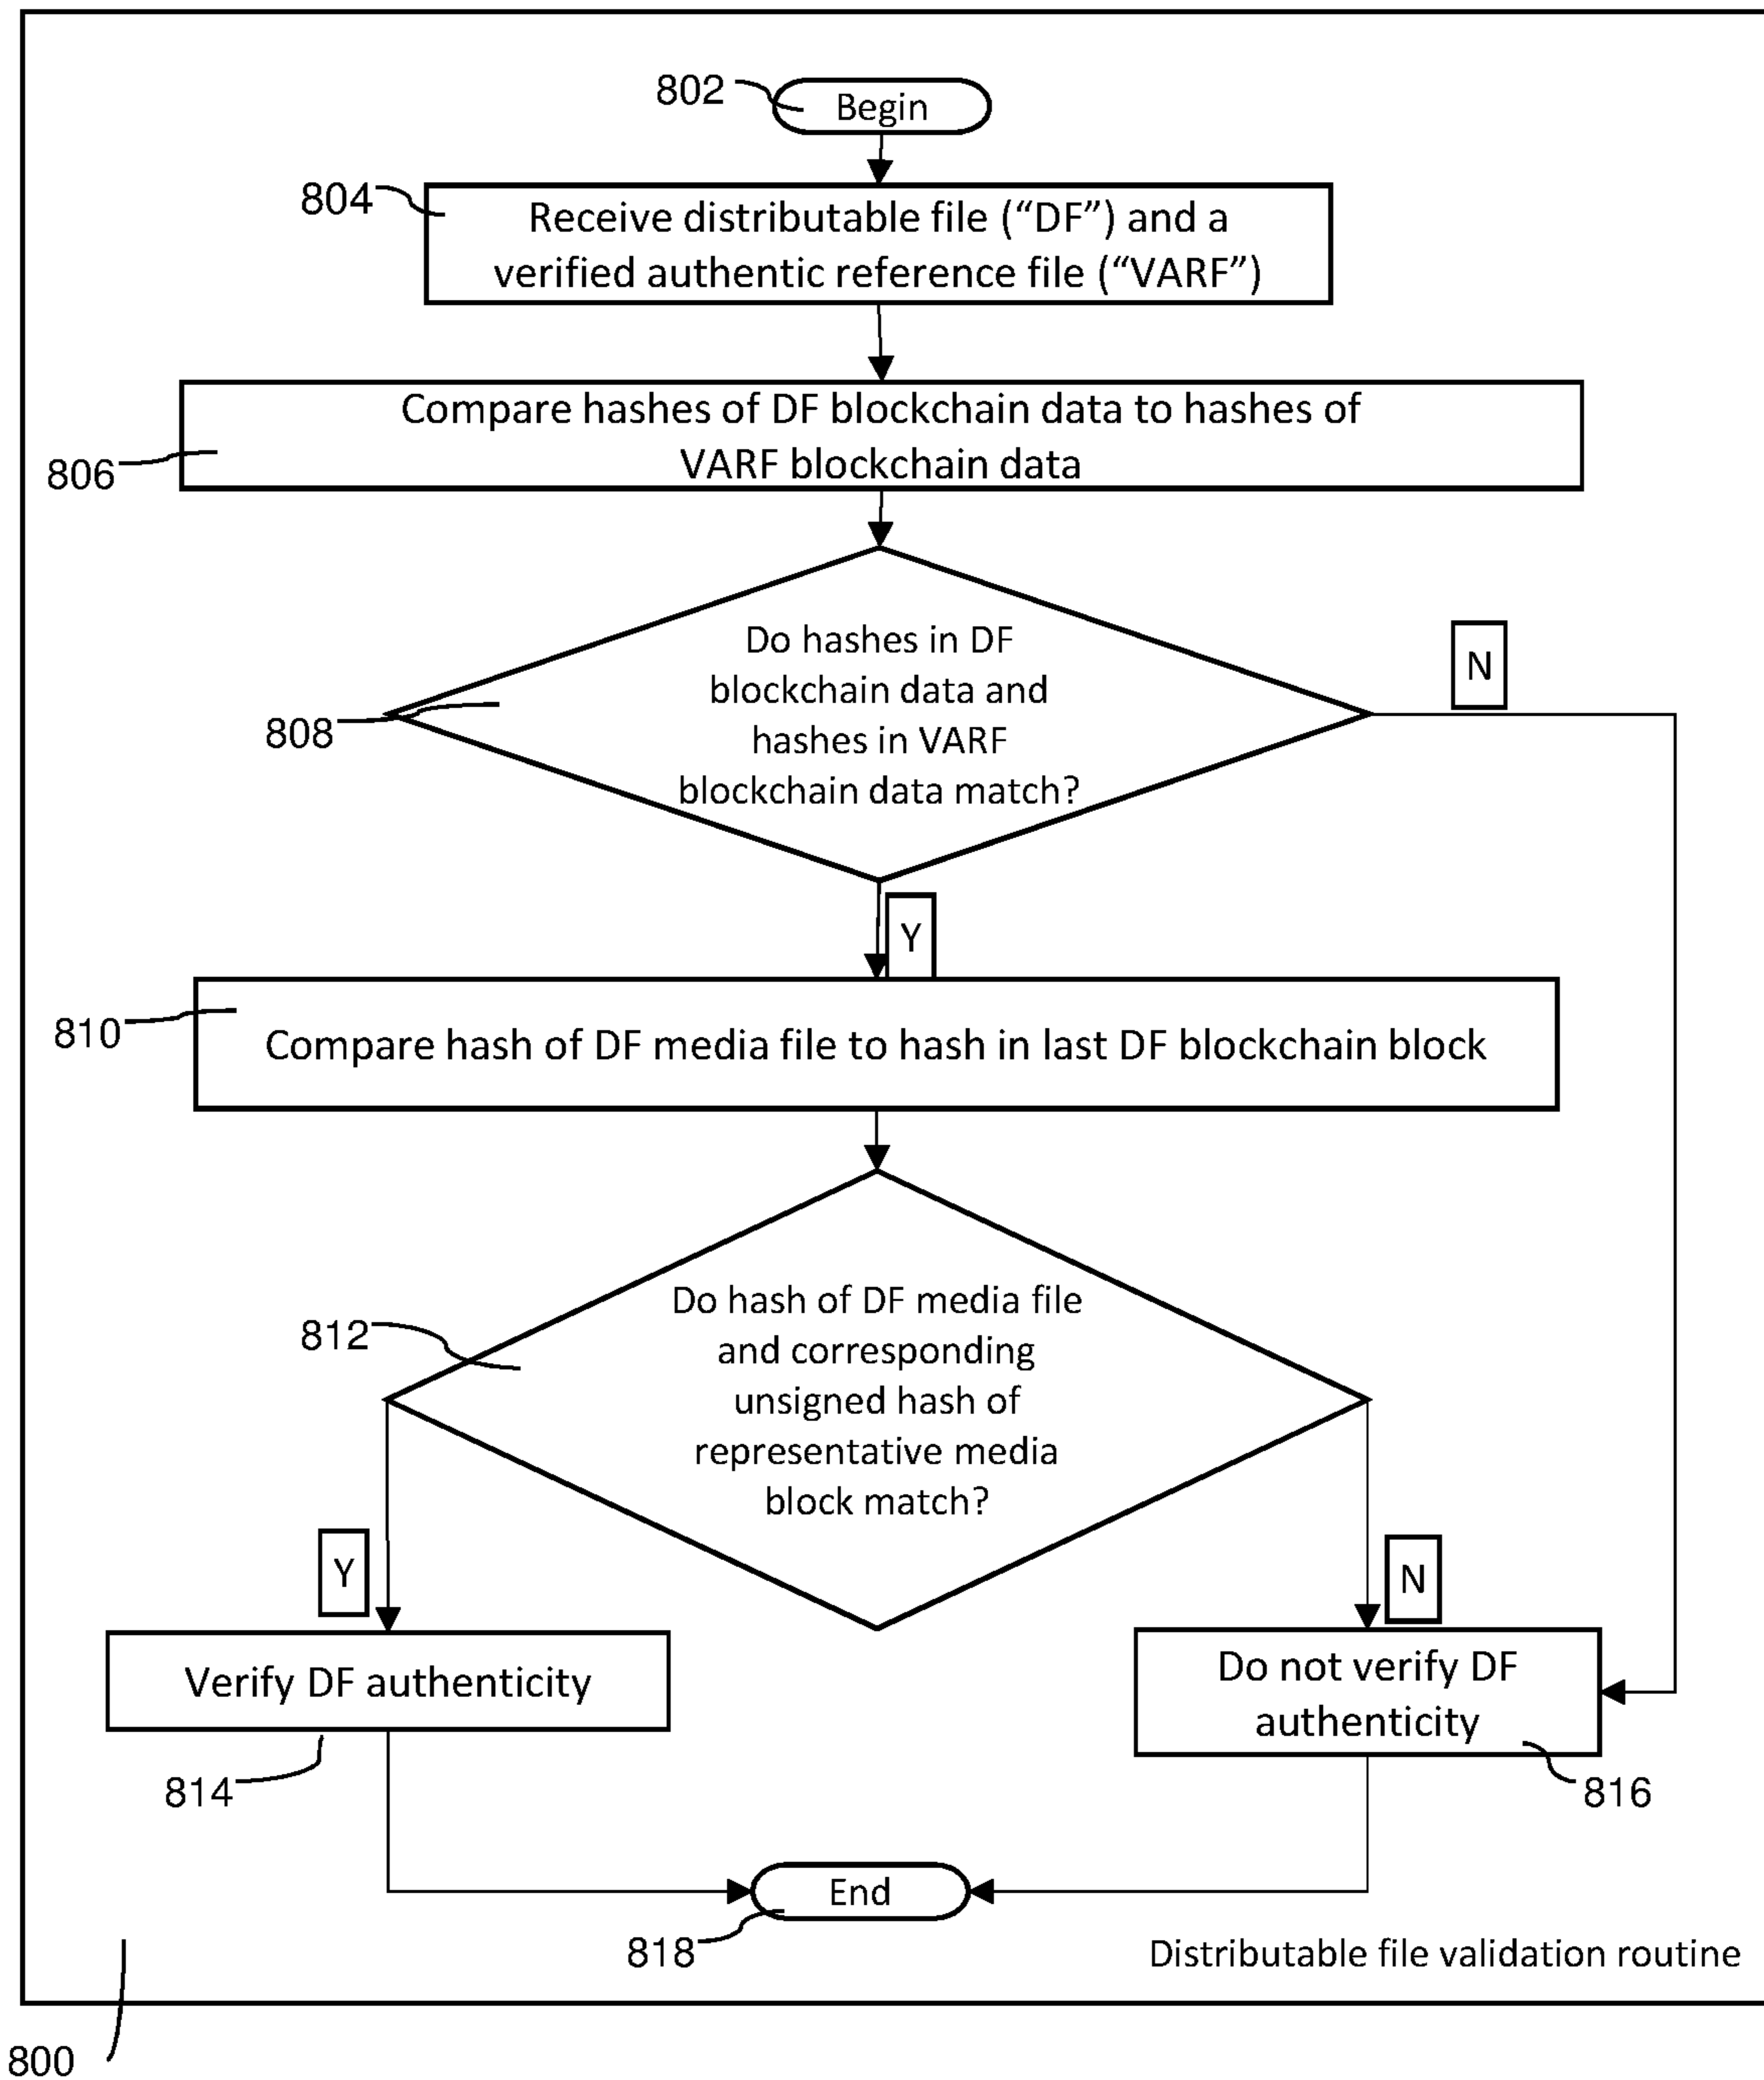 802
Begin
804
Receive distributable file (“DF”) and a
verified authentic reference file (“VARF”)
Compare hashes of DF blockchain data to hashes of
VARF blockchain data
806
Do hashes in DF
blockchain data and
hashes in VARF
blockchain data match?
N
808
Y
810
Compare hash of DF media file to hash in last DF blockchain block
812
Do hash of DF media file
and corresponding
unsigned hash of
representative media
block match?
Y
N
Verify DF authenticity
Do not verify DF
authenticity
814
816
End
818
Distributable file validation routine
800